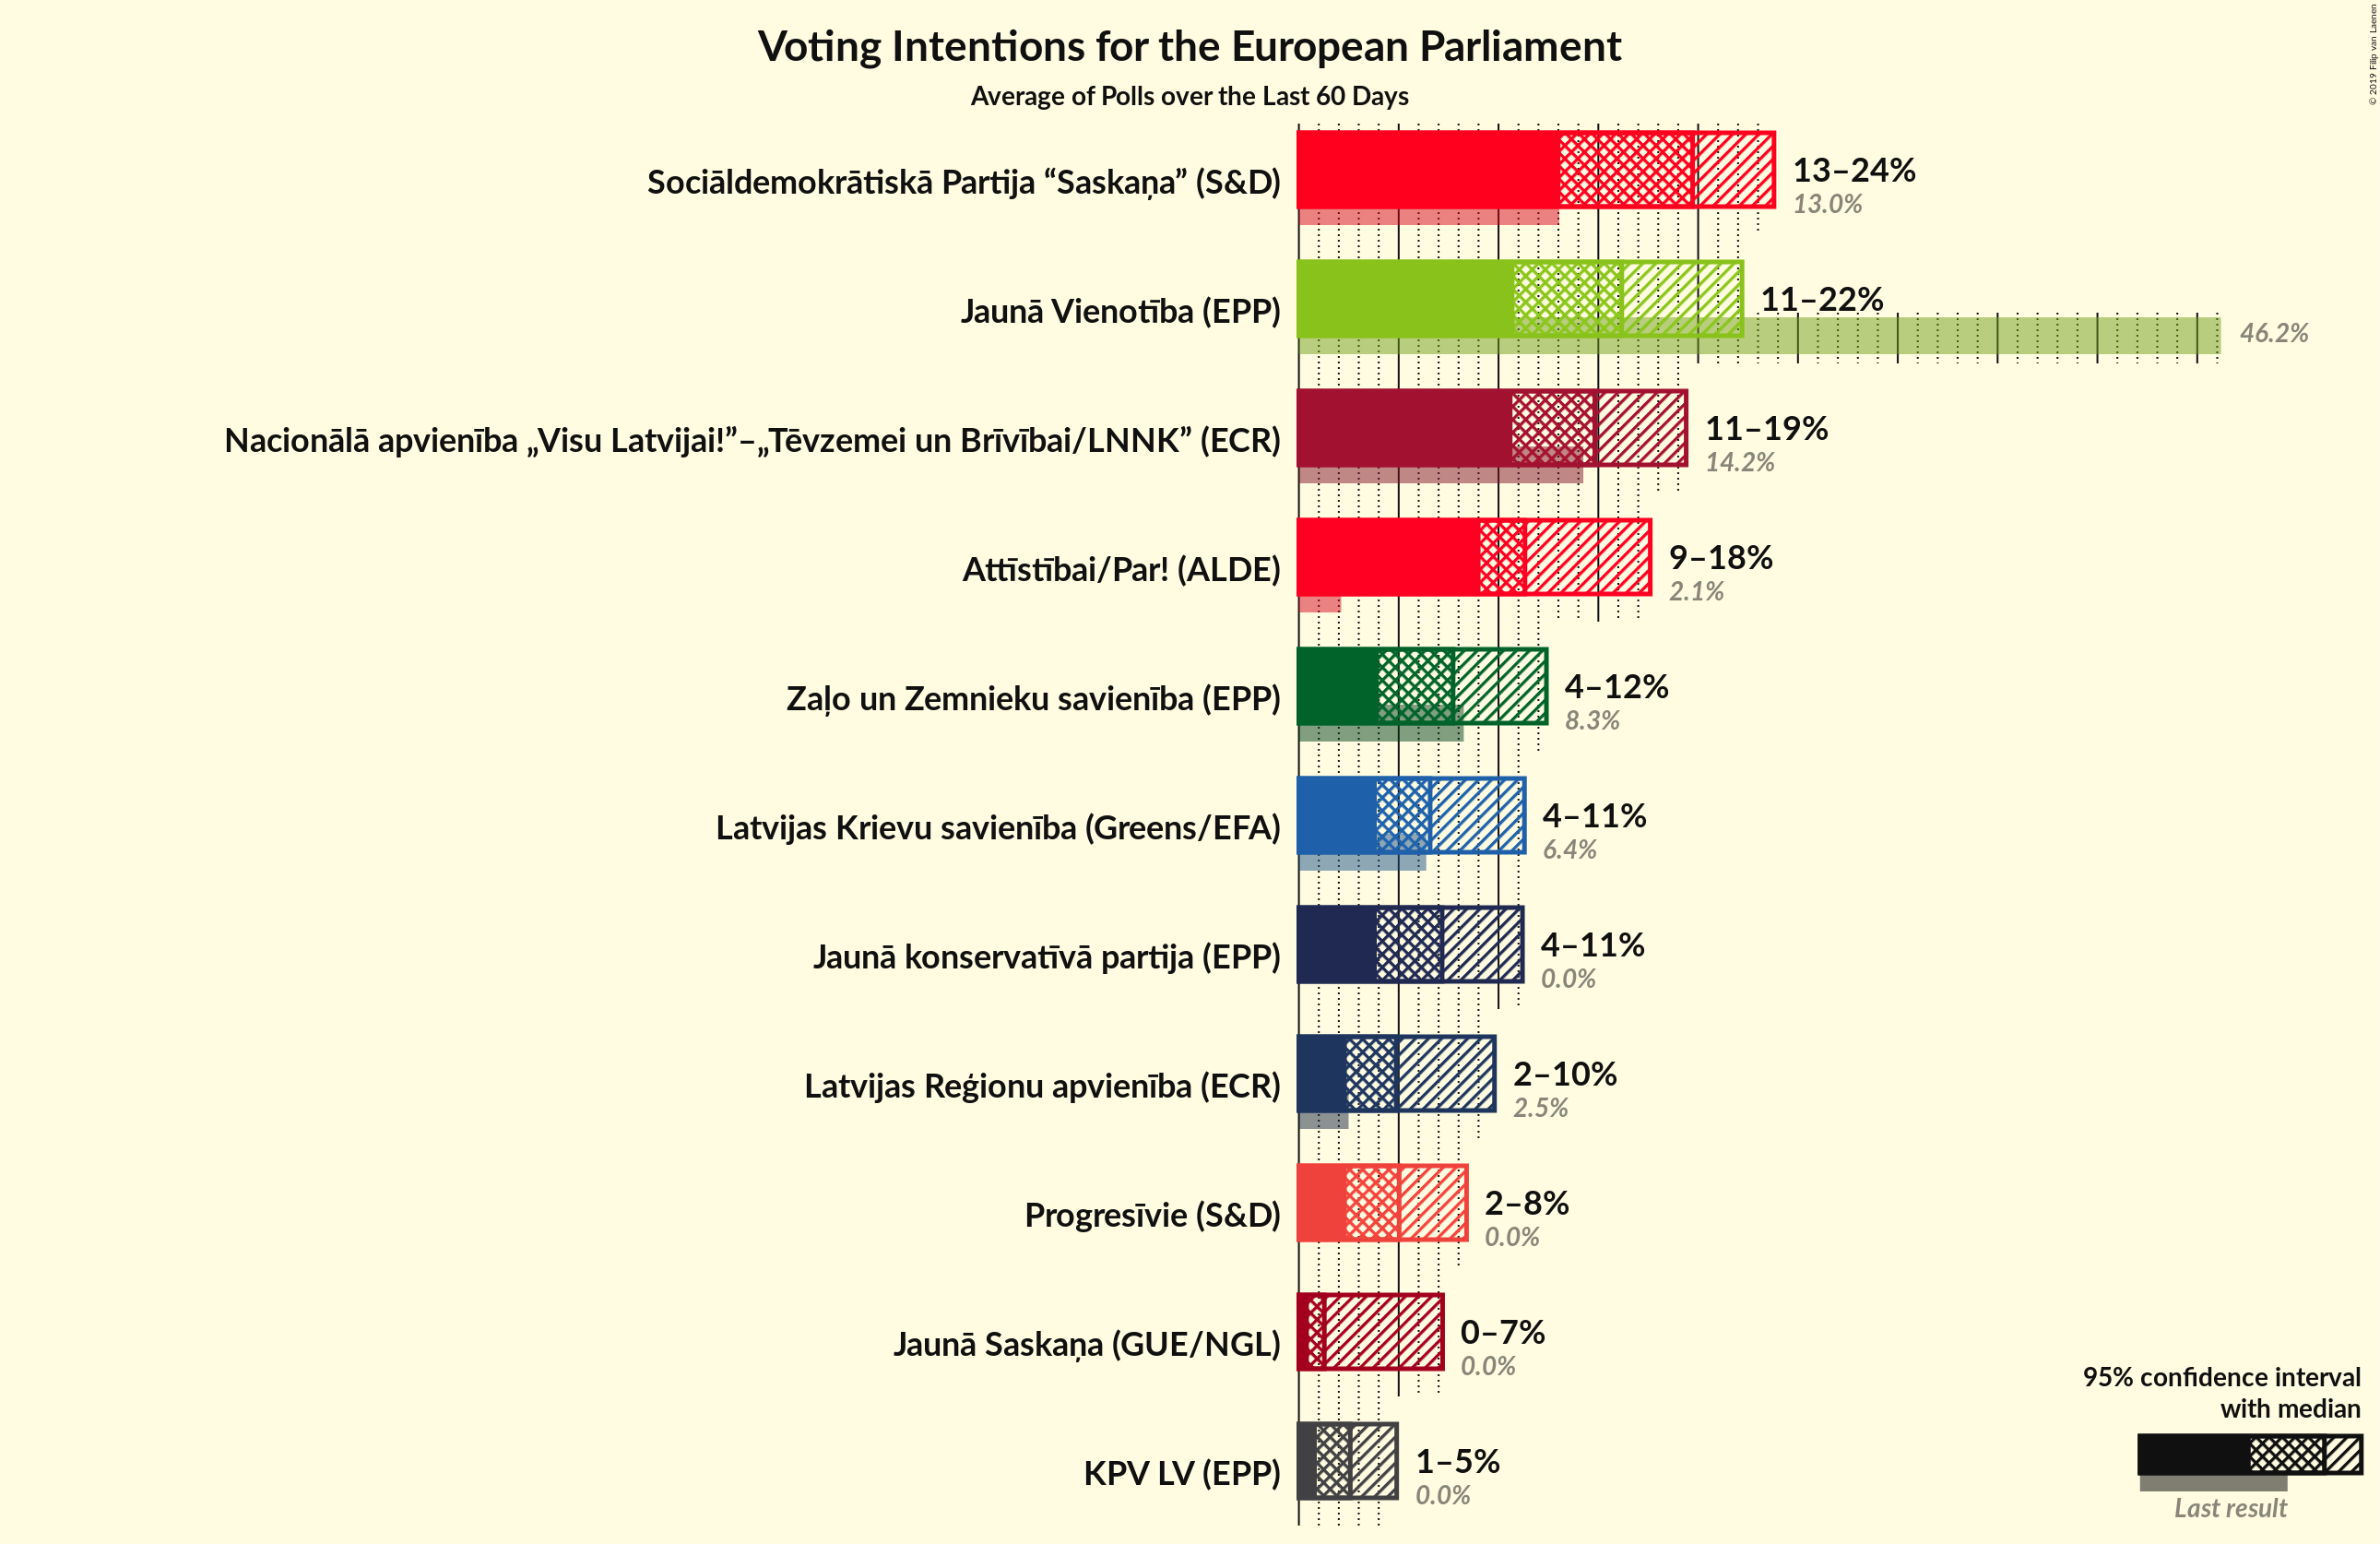 Voting Intentions for the European Parliament
Average of Polls over the Last 60 Days
© 2019 Filip van Laenen
Sociāldemokrātiskā Partija “Saskaņa” (S&D)
13–24%
13.0%
Jaunā Vienotība (EPP)
11–22%
46.2%
Nacionālā apvienība „Visu Latvijai!”–„Tēvzemei un Brīvībai/LNNK” (ECR)
11–19%
14.2%
Attīstībai/Par! (ALDE)
9–18%
2.1%
Zaļo un Zemnieku savienība (EPP)
4–12%
8.3%
Latvijas Krievu savienība (Greens/EFA)
4–11%
6.4%
Jaunā konservatīvā partija (EPP)
4–11%
0.0%
Latvijas Reģionu apvienība (ECR)
2–10%
2.5%
Progresīvie (S&D)
2–8%
0.0%
Jaunā Saskaņa (GUE/NGL)
0–7%
0.0%
KPV LV (EPP)
1–5%
0.0%
95% confidence interval
with median
Last result